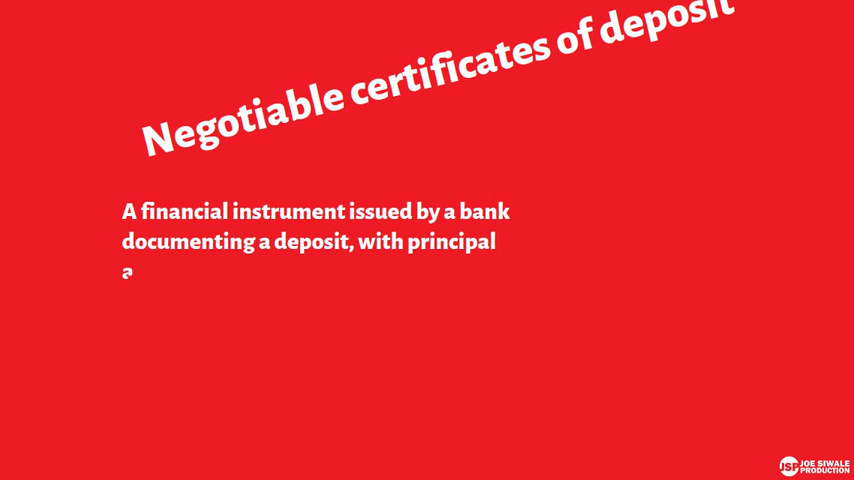 Negotiable certificates of deposit
A financial instrument issued by a bank
documenting a deposit, with principal
a
JSP JOE SIWALE
PRODUCTION